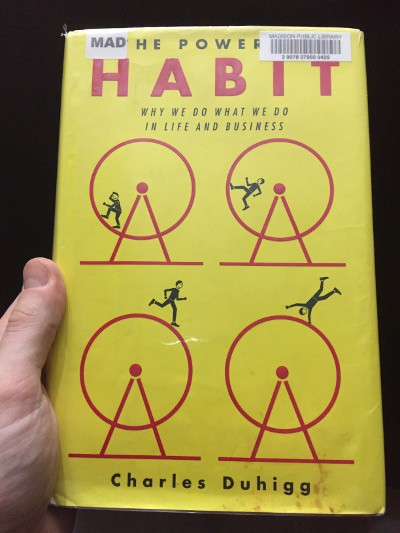 MAD HE POWER
MADISON PUBLIC LIBRARY
HABIT
WHY WE DO WHAT WE DO
IN LIFE AND BUSINESS
Charles Duhigg